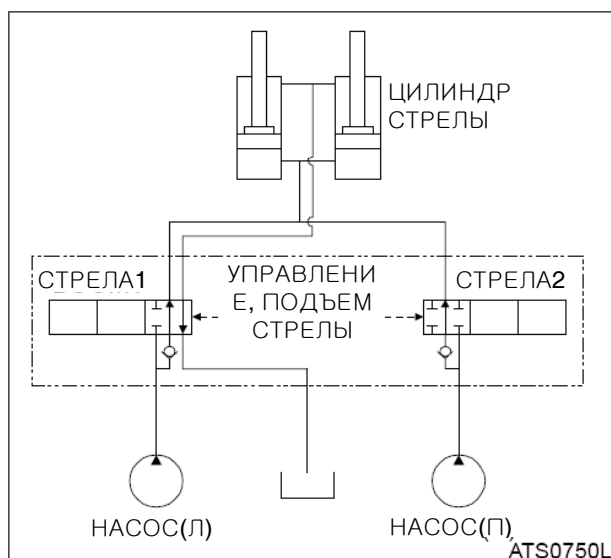 ЦИЛИНДР
СТРЕЛЫ
СТРЕЛА1
УПРАВЛЕНИ
Е, ПОДЪЕМ
СТРЕЛЫ
СТРЕЛА2
НАСОС(Л)
НАСОС(П)
ATS0750L